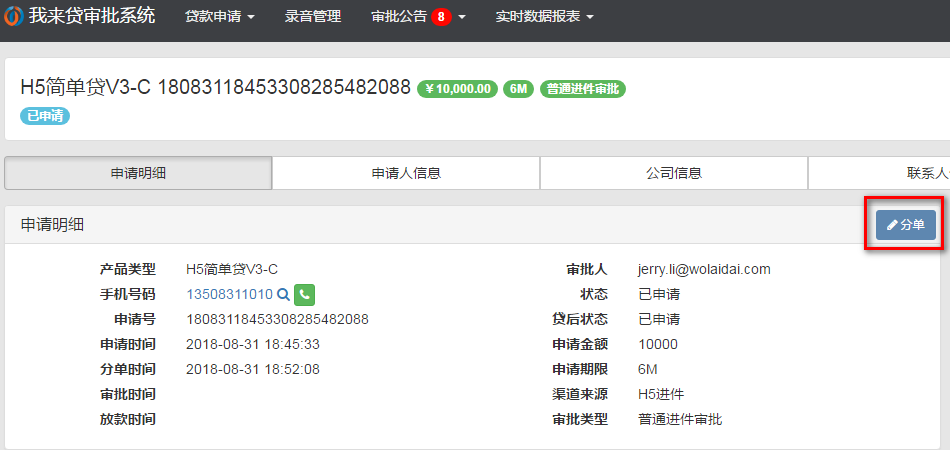 我来贷审批系统 贷款申请 录音管理 审批公告 8 实时数据报表
H5简单贷V3-C 18083118453308285482088 ￥10,000.00 6M 普通进件审批
已申请
申请明细 申请人信息 公司信息 联系人
申请明细 分单
产品类型 H5简单贷V3-C 审批人 jerry.li@wolaidai.com
手机号码 13508311010 状态 已申请
申请号 18083118453308285482088 贷后状态 已申请
申请时间 2018-08-31 18:45:33 申请金额 10000
分单时间 2018-08-31 18:52:08 申请期限 6M
审批时间 渠道来源 H5进件
放款时间 审批类型 普通进件审批